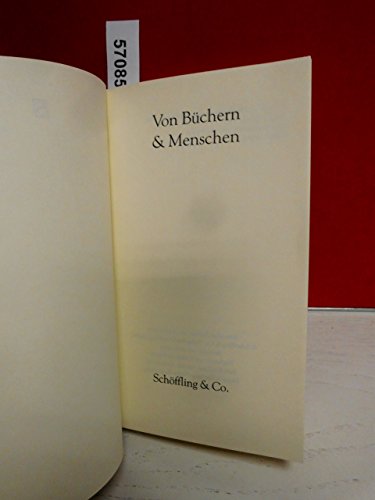 57085
Von Büchern
& Menschen
Schöffling & Co.